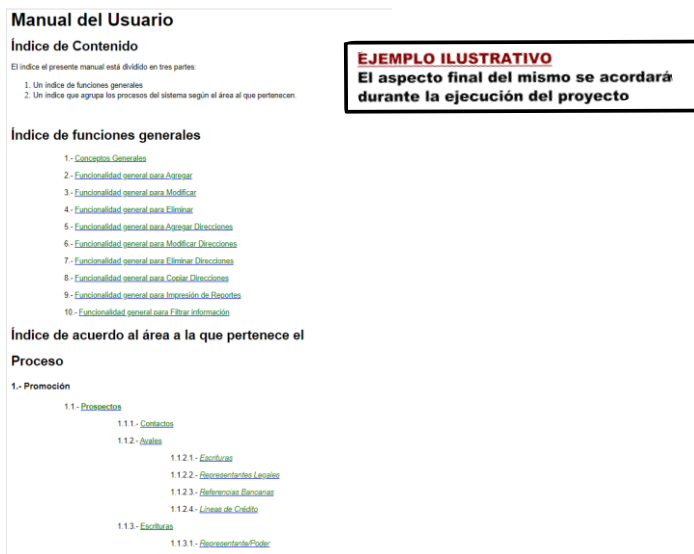 Manual del Usuario
Índice de Contenido
El índice el presente manual está dividido en tres partes:
1. Un índice de funciones generales
2. Un índice que agrupa los procesos del sistema según el área al que pertenecen.
EJEMPLO ILUSTRATIVO
El aspecto final del mismo se acordará
durante la ejecución del proyecto
Índice de funciones generales
1.- Conceptos Generales
2.- Funcionalidad general para Agregar
3.- Funcionalidad general para Modificar
4.- Funcionalidad general para Eliminar
5.- Funcionalidad general para Agregar Direcciones
6.- Funcionalidad general para Modificar Direcciones
7.- Funcionalidad general para Eliminar Direcciones
8.- Funcionalidad general para Copiar Direcciones
9.- Funcionalidad general para Impresión de Reportes
10.- Funcionalidad general para Filtrar información
Índice de acuerdo al área a la que pertenece el
Proceso
1.- Promoción
1.1.- Prospectos
1.1.1.- Contactos
1.1.2.- Avales
1.1.2.1.- Escrituras
1.1.2.2.- Representantes Legales
1.1.2.3.- Referencias Bancarias
1.1.2.4.- Líneas de Crédito
1.1.3.- Escrituras
1.1.3.1.- Representante/Poder